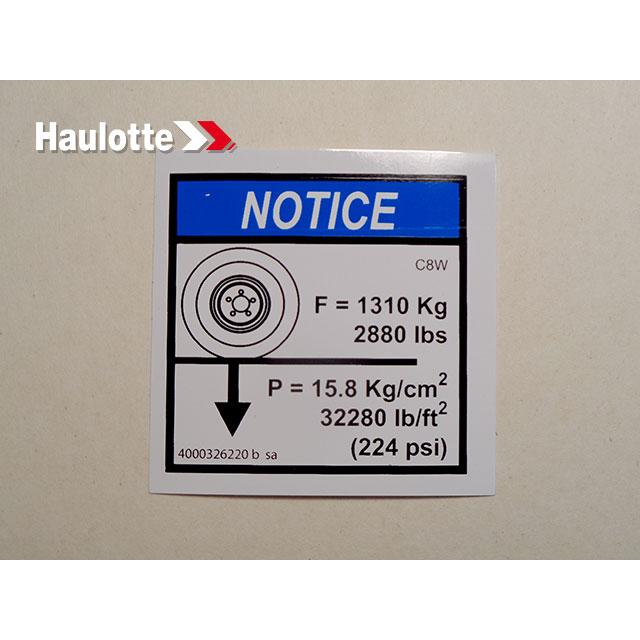 Haulotte
NOTICE
C8W
F = 1310 Kg
2880 lbs
P = 15.8 Kg/cm²
32280 lb/ft²
(224 psi)
4000326220 b sa